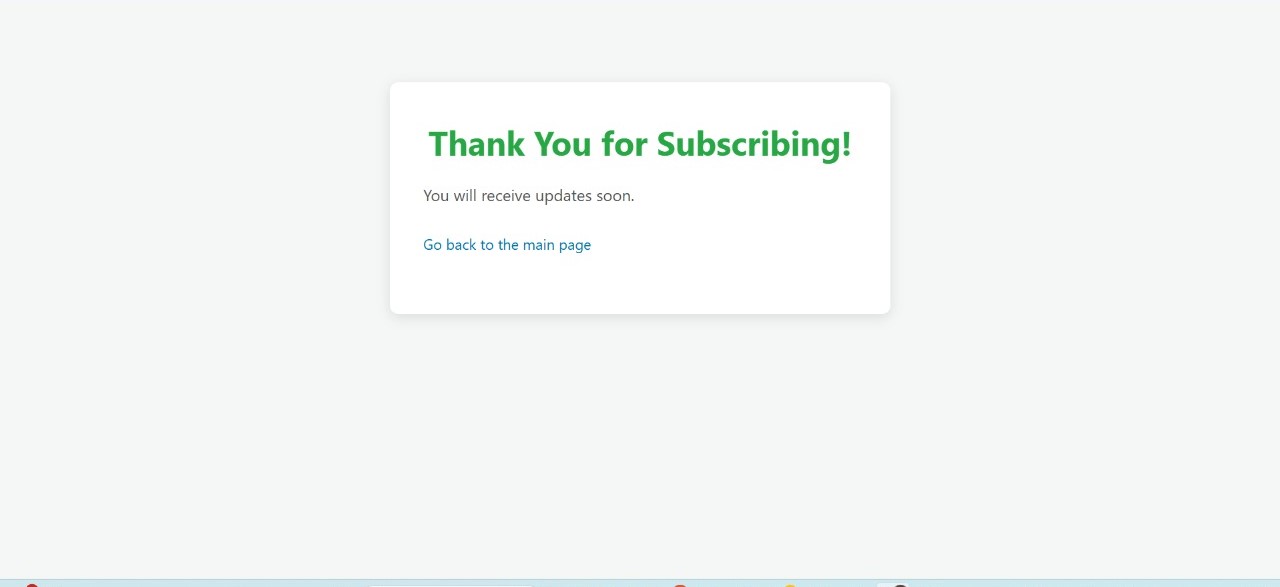 Thank You for Subscribing!
You will receive updates soon.
Go back to the main page